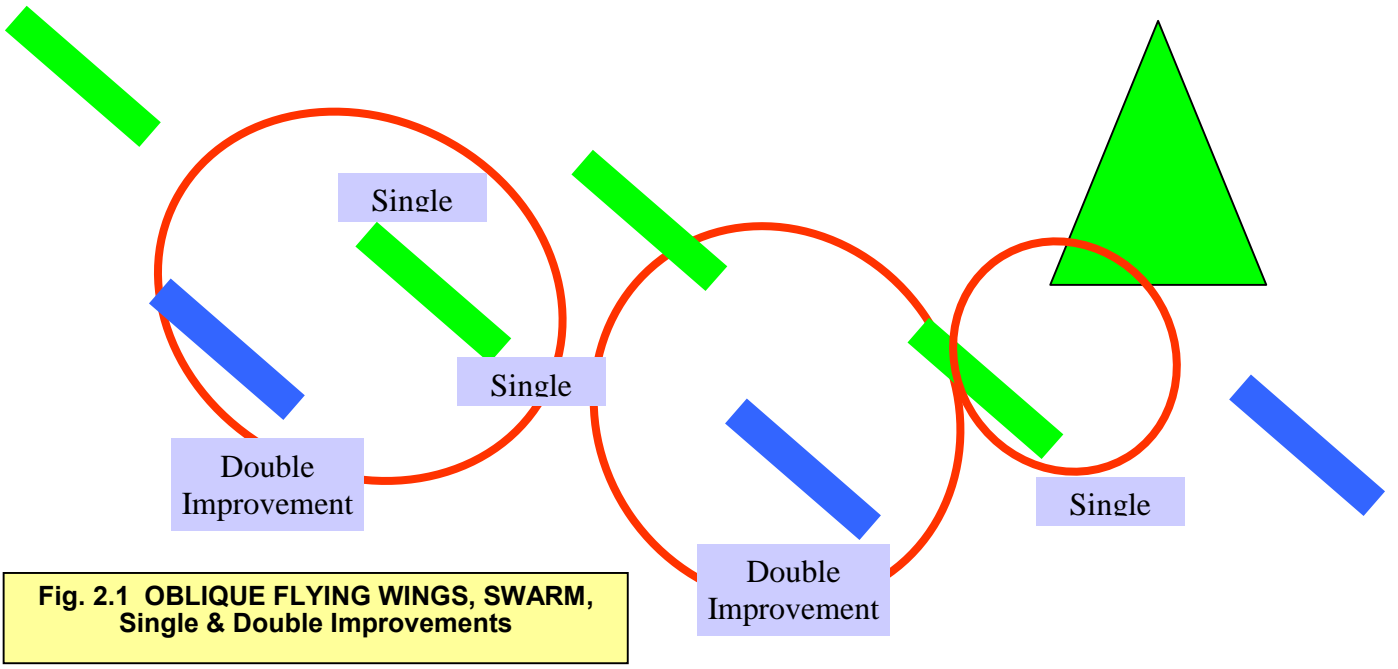 Single
Single
Double
Improvement
Single
Double
Improvement
Fig. 2.1 OBLIQUE FLYING WINGS, SWARM,
Single & Double Improvements